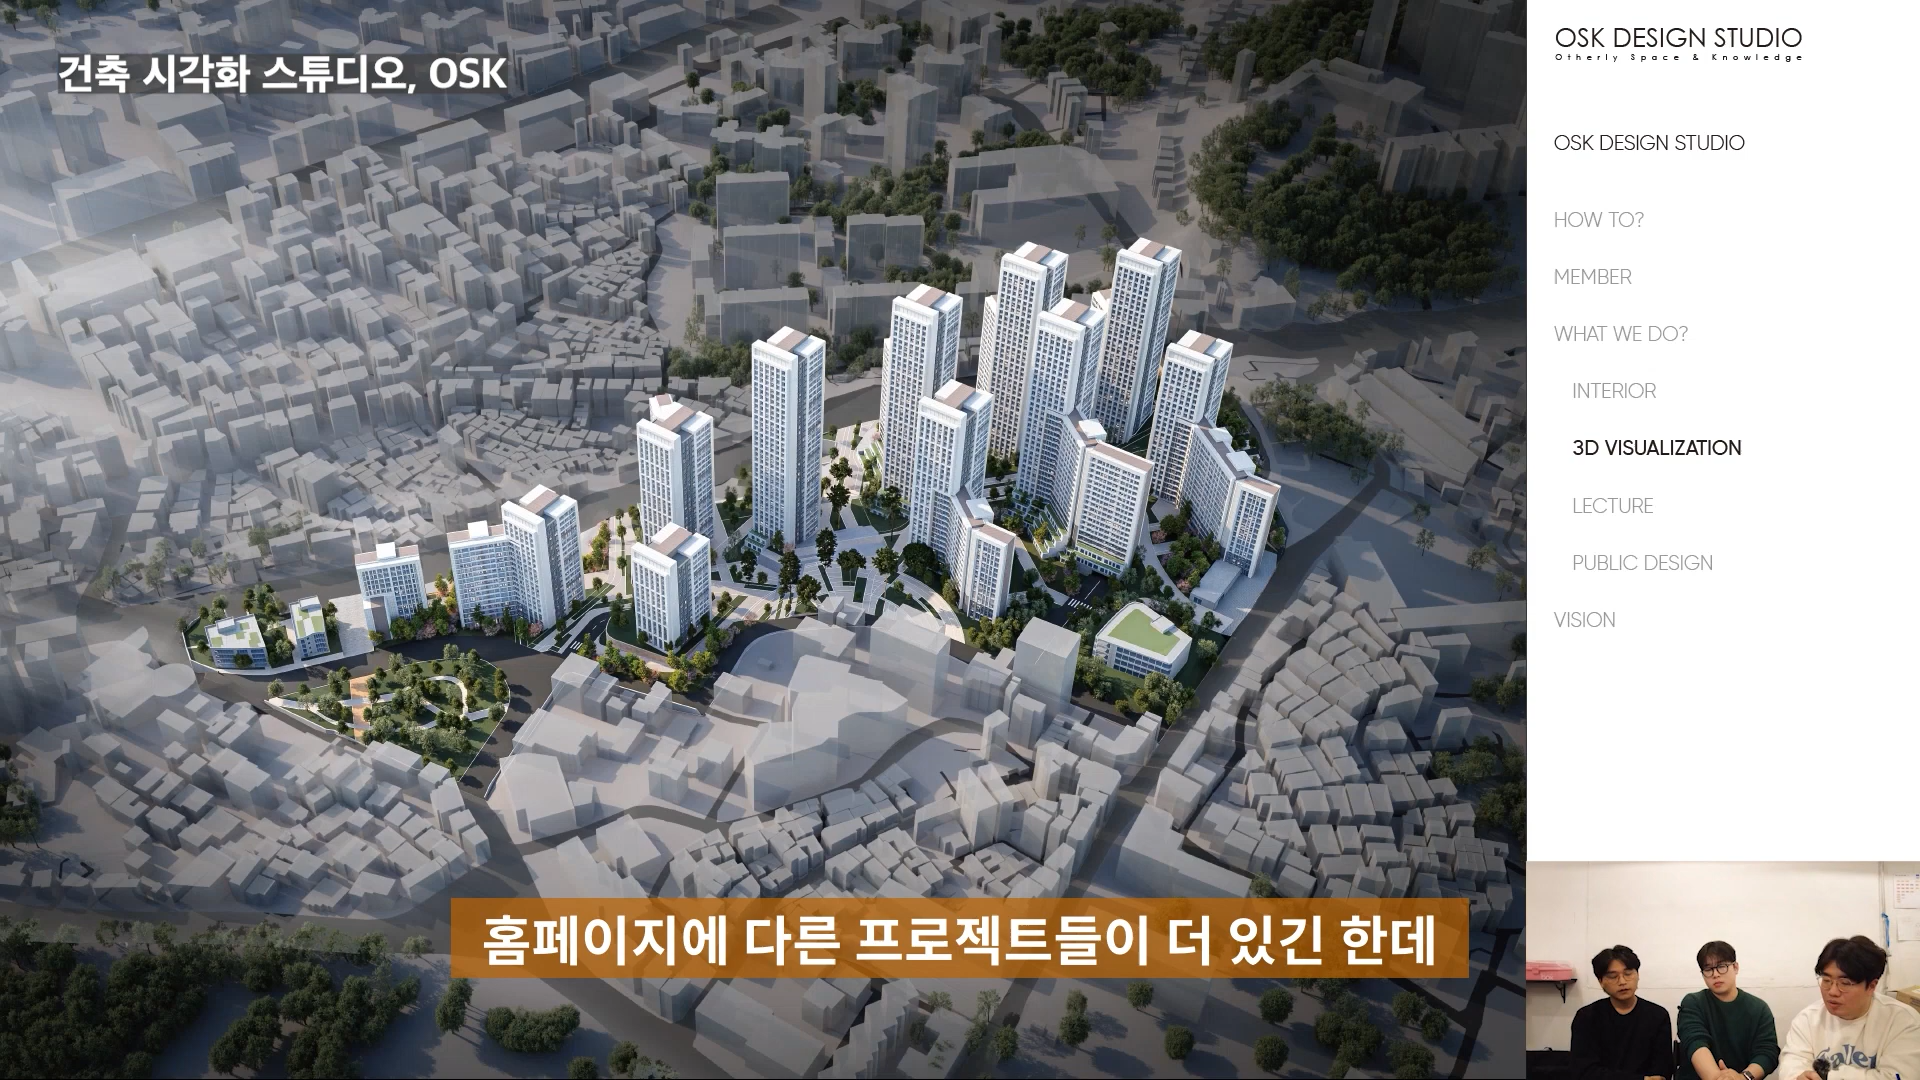 건축 시각화 스튜디오, OSK
OSK DESIGN STUDIO
Otherly Space & Knowledge
OSK DESIGN STUDIO
HOW TO?
MEMBER
WHAT WE DO?
INTERIOR
3D VISUALIZATION
LECTURE
PUBLIC DESIGN
VISION
홈페이지에 다른 프로젝트들이 더 있긴 한데